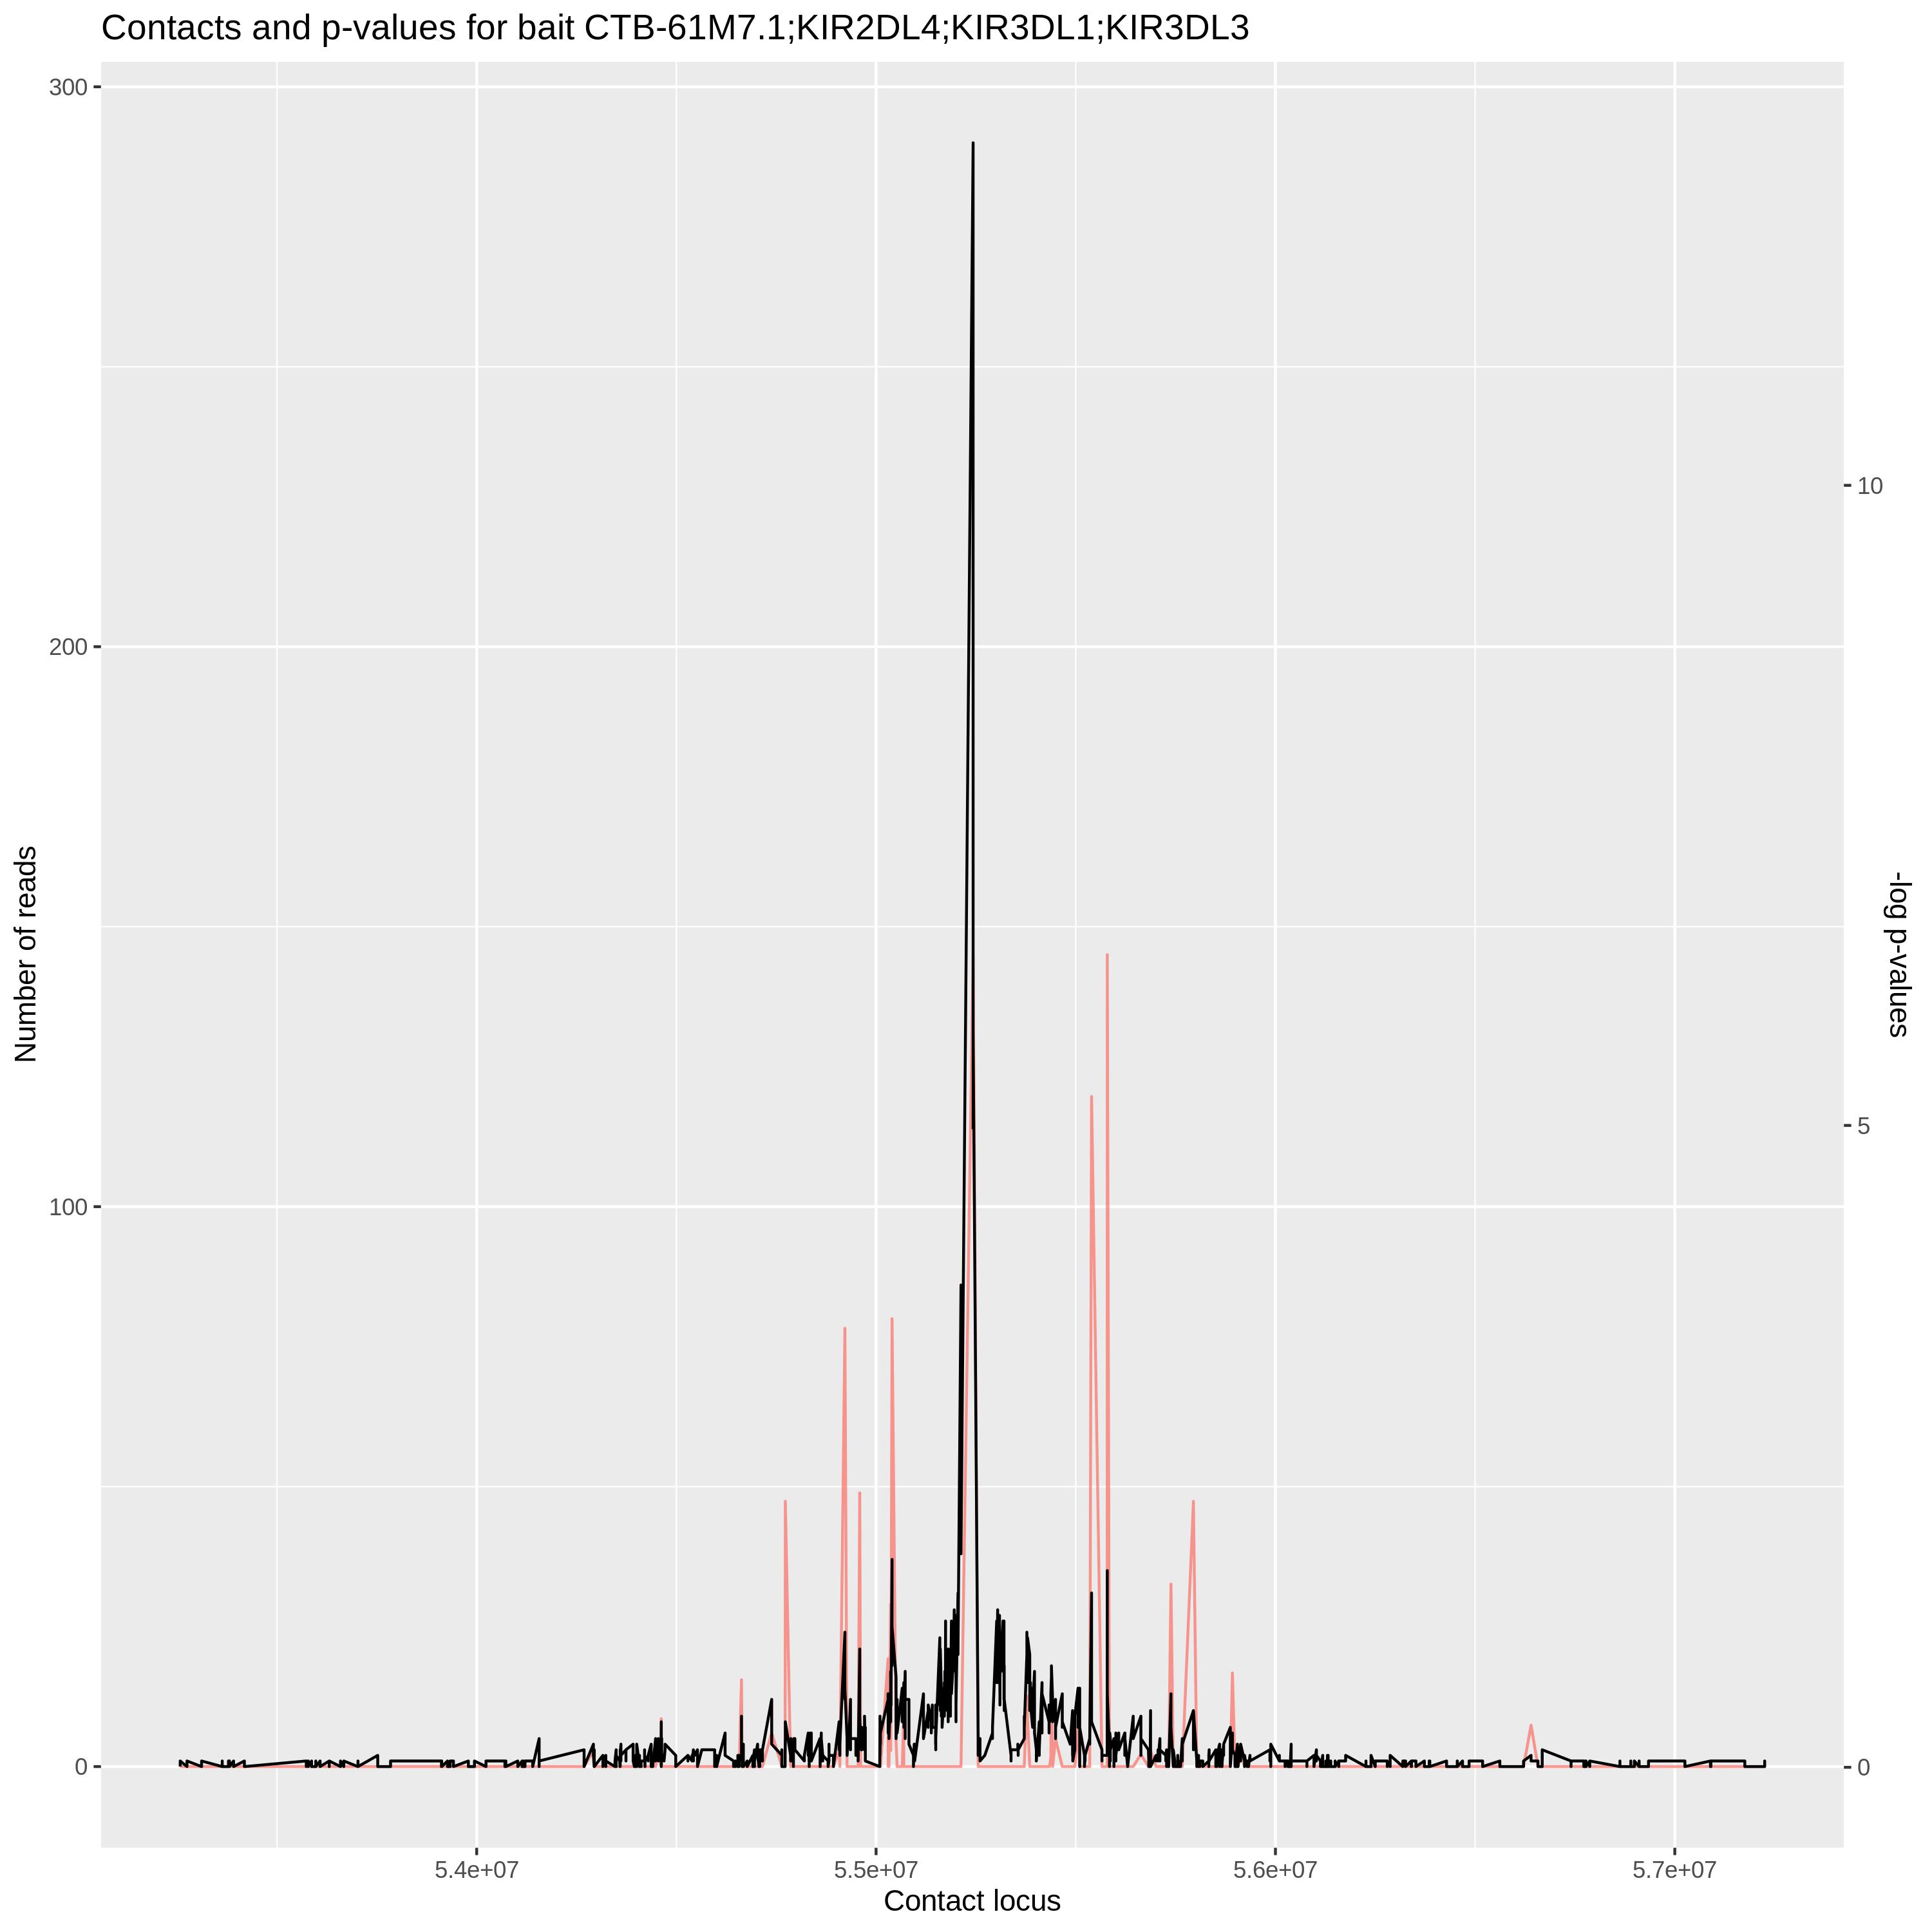 Contacts and p-values for bait CTB-61M7.1;KIR2DL4;KIR3DL1;KIR3DL3
300
200
100
0
Number of reads
10
5
0
-log p-values
5.4e+07
5.5e+07
5.6e+07
5.7e+07
Contact locus